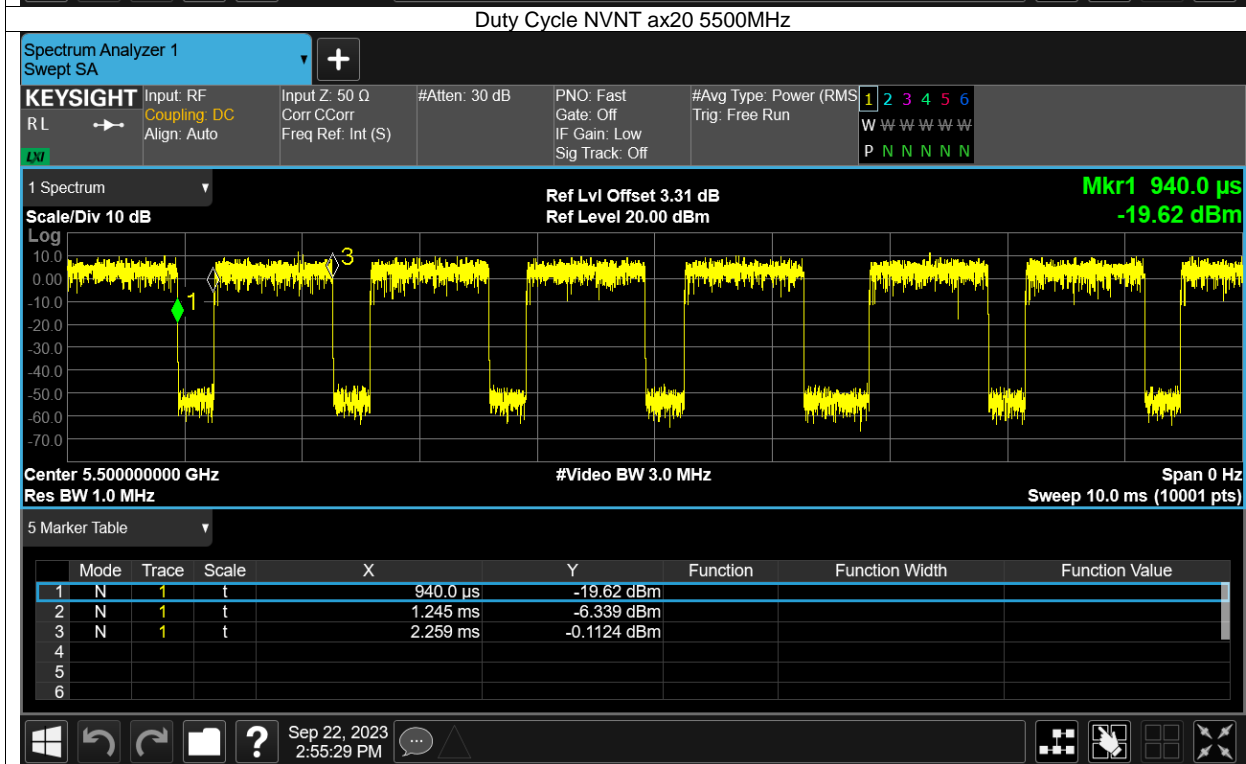 Duty Cycle NVNT ax20 5500MHz
Spectrum Analyzer 1
Swept SA
+
KEYSIGHT
RL
LXI
Input: RF
Coupling: DC
Align: Auto
Input Z: 50 Ω
Corr CCorr
Freq Ref: Int (S)
#Atten: 30 dB
PNO: Fast
Gate: Off
IF Gain: Low
Sig Track: Off
#Avg Type: Power (RMS
Trig: Free Run
1 2 3 4 5 6
W W W W W W
P N N N N N
1 Spectrum
Scale/Div 10 dB
Ref Lvl Offset 3.31 dB
Ref Level 20.00 dBm
Mkr1 940.0 µs
-19.62 dBm
Log
10.0
0.00
-10.0
-20.0
-30.0
-40.0
-50.0
-60.0
-70.0
1
3
Center 5.500000000 GHz
#Video BW 3.0 MHz
Span 0 Hz
Res BW 1.0 MHz
Sweep 10.0 ms (10001 pts)
5 Marker Table
Mode Trace Scale X Y Function Function Width Function Value
1 N 1 t 940.0 µs -19.62 dBm
2 N 1 t 1.245 ms -6.339 dBm
3 N 1 t 2.259 ms -0.1124 dBm
4
5
6
?
Sep 22, 2023
2:55:29 PM